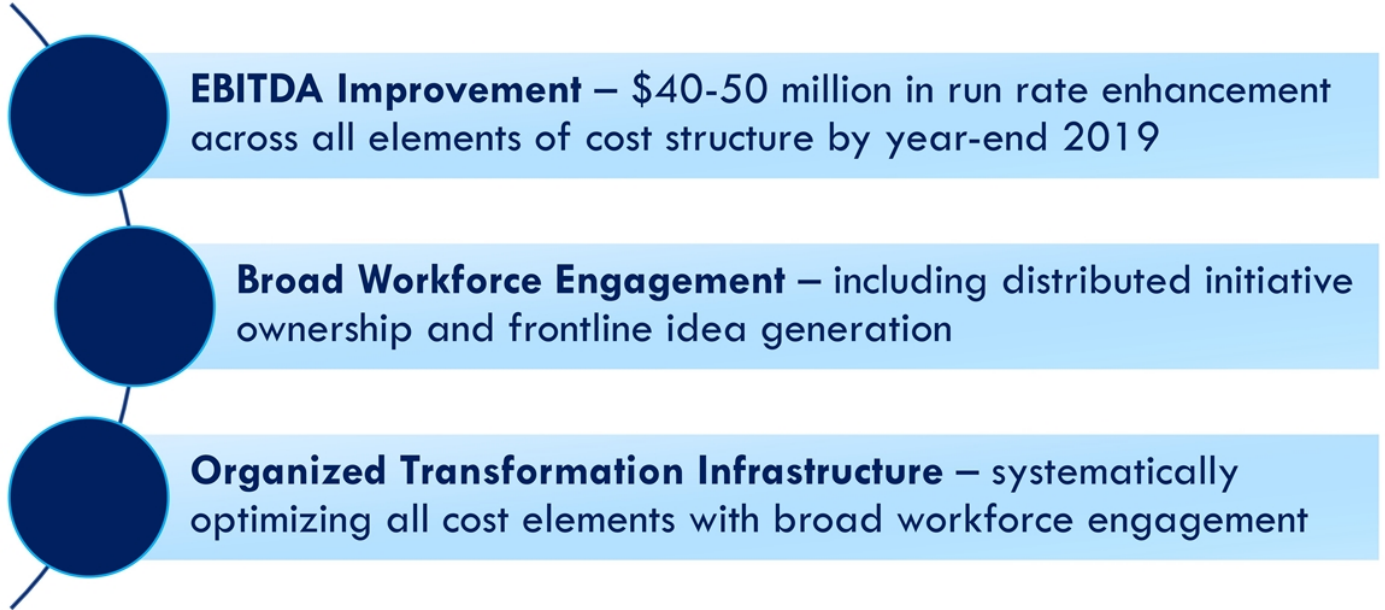 EBITDA Improvement – $40-50 million in run rate enhancement
across all elements of cost structure by year-end 2019
Broad Workforce Engagement – including distributed initiative
ownership and frontline idea generation
Organized Transformation Infrastructure – systematically
optimizing all cost elements with broad workforce engagement